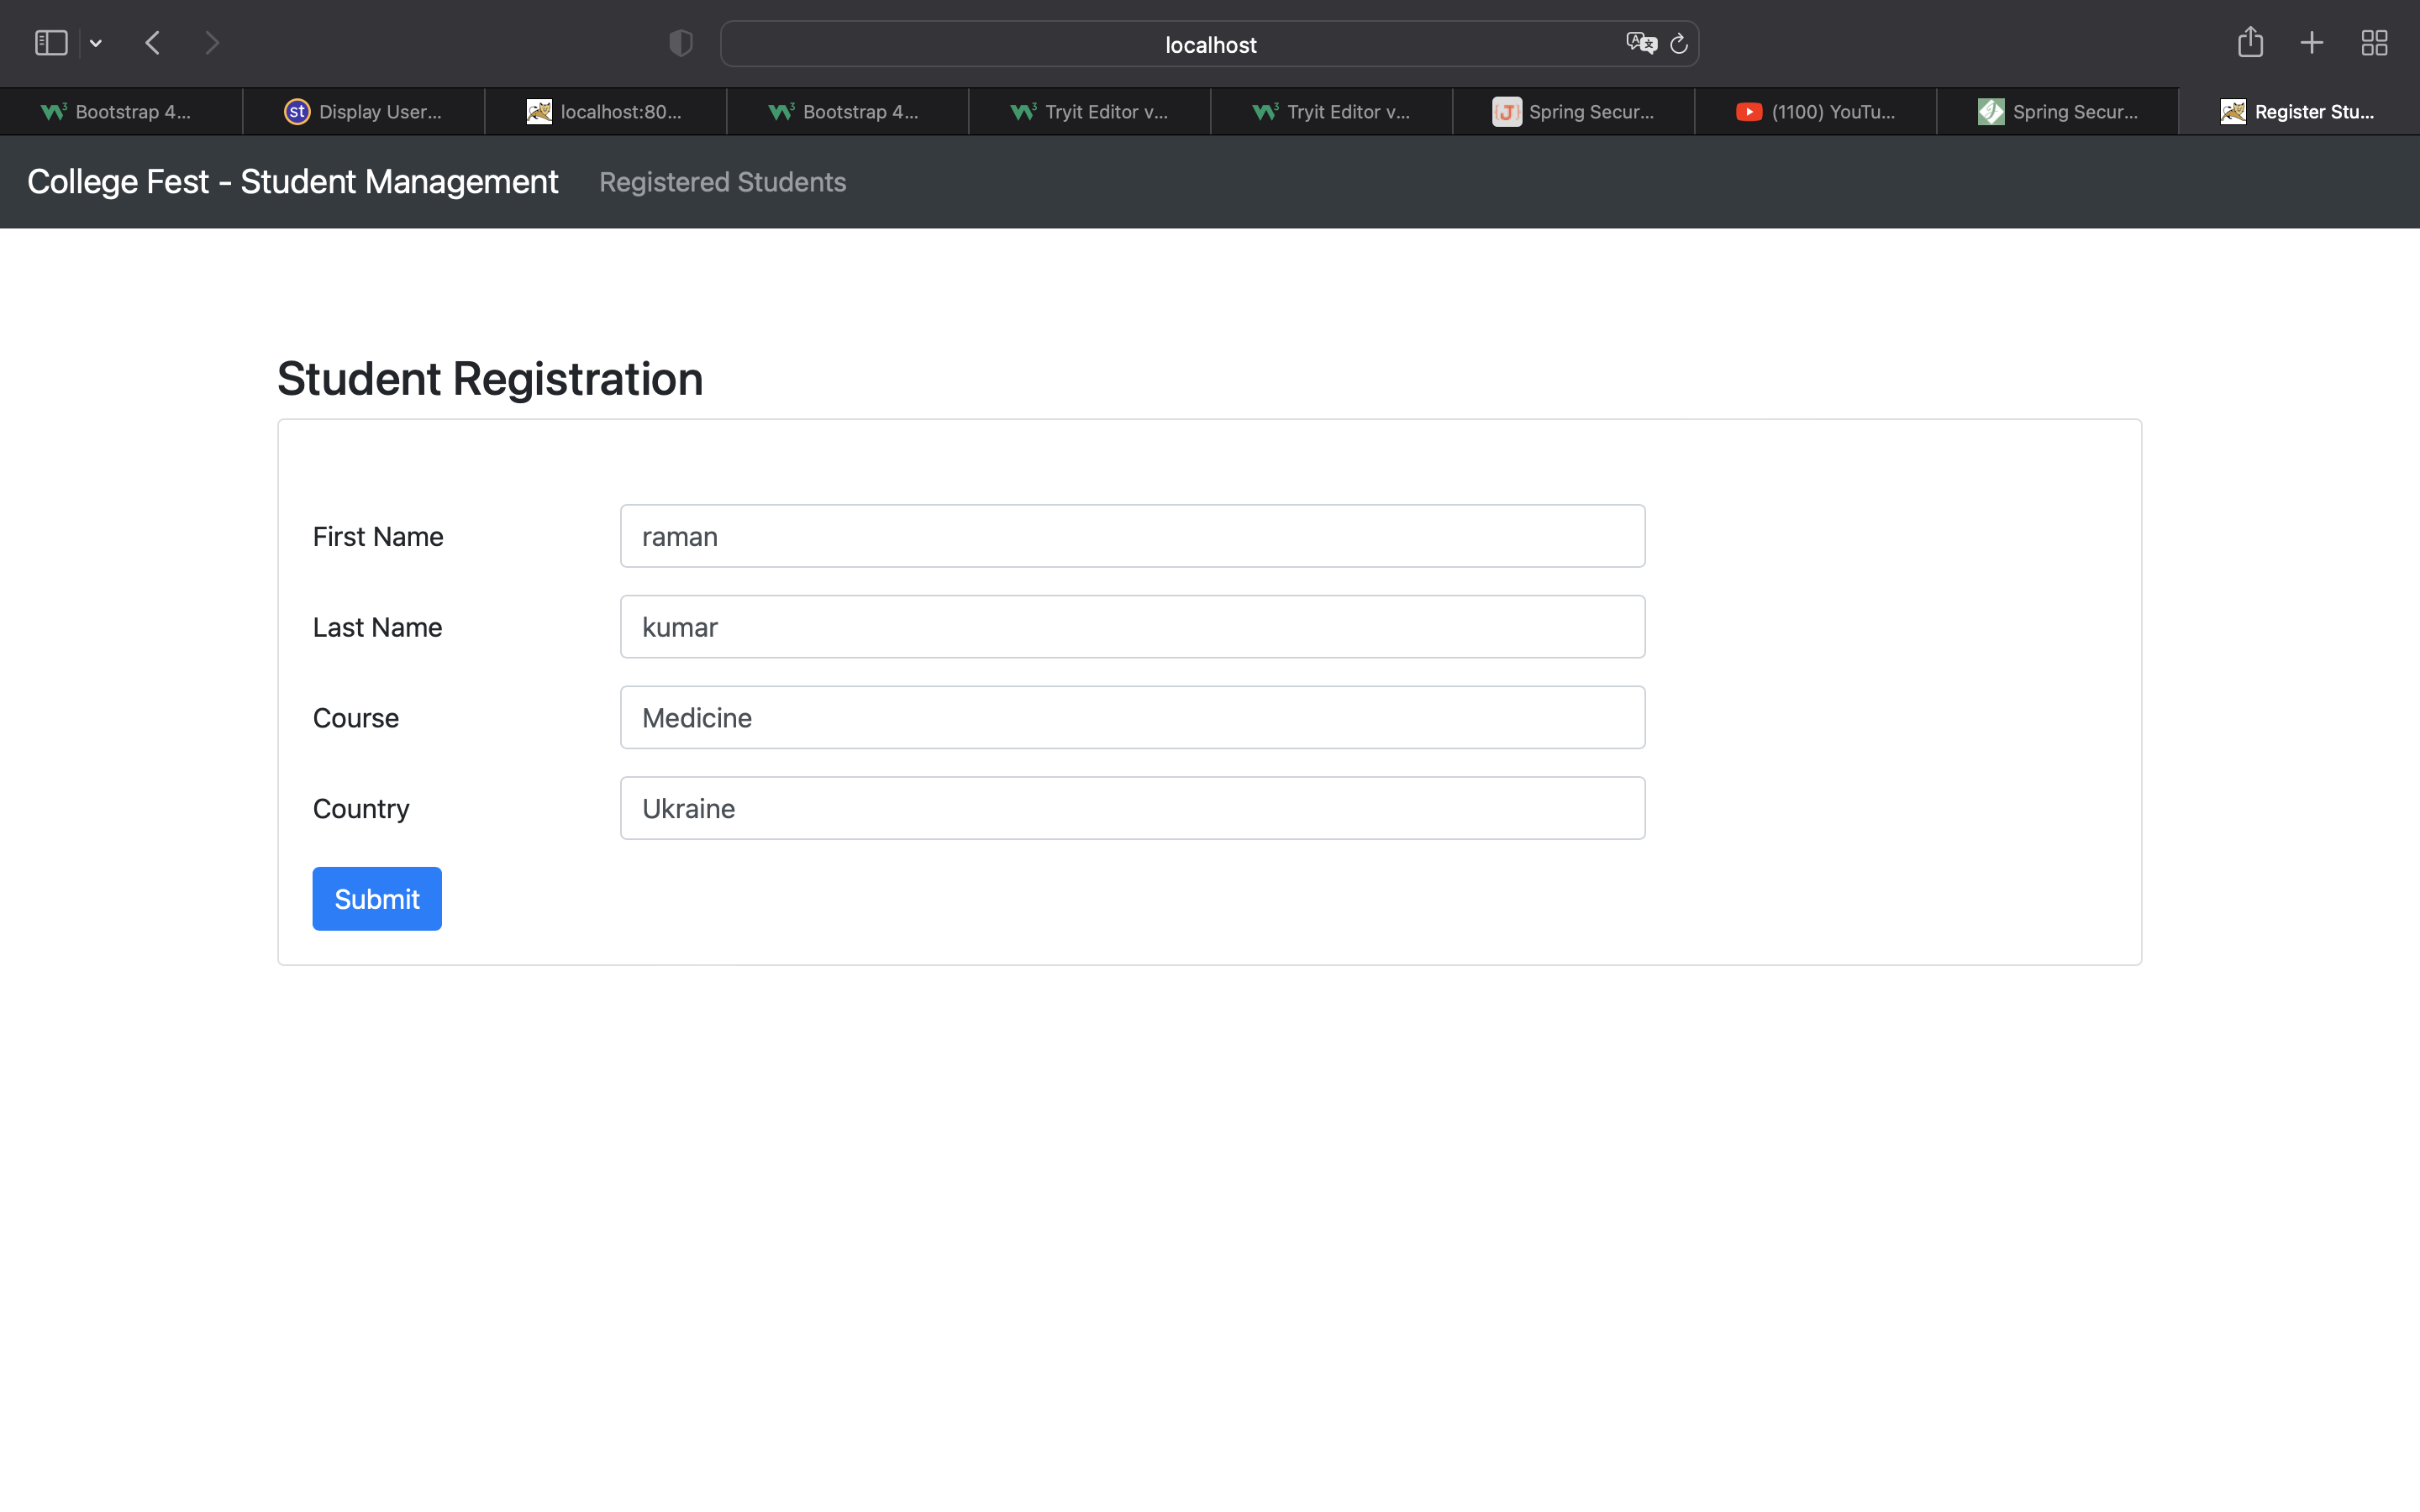 localhost
Bootstrap 4...
st Display User...
localhost:80...
Bootstrap 4...
Tryit Editor v...
Tryit Editor v...
J Spring Secur...
(1100) YouTu...
Spring Secur...
Register Stu...
College Fest - Student Management Registered Students
Student Registration
First Name raman
Last Name kumar
Course Medicine
Country Ukraine
Submit